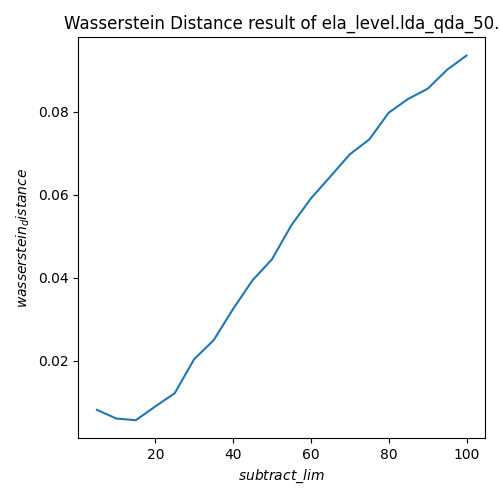 Wasserstein Distance result of ela_level.lda_qda_50.
0.08
0.06
0.04
0.02
wasserstein_distance
20 40 60 80 100
subtract_lim